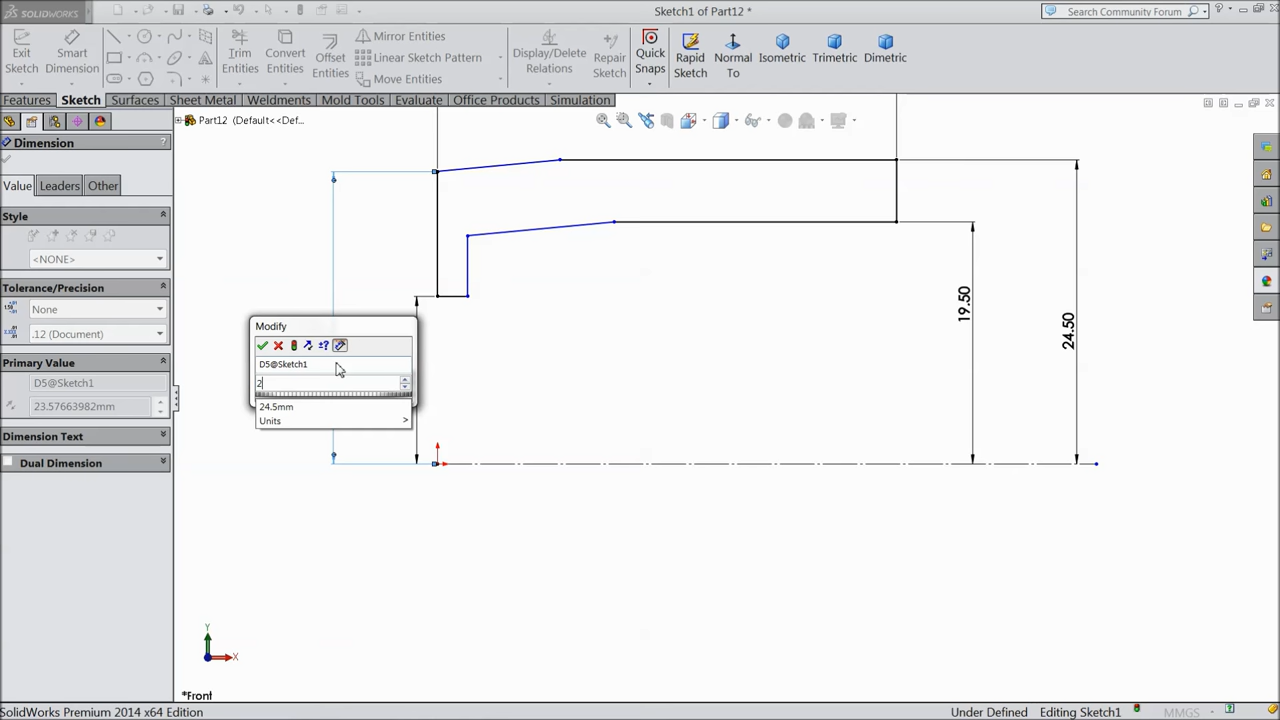 SOLIDWORKS
Sketch1 of Part12 *
Search Community Forum
Exit Sketch
Smart Dimension
Trim Entities
Convert Entities
Offset Entities
Mirror Entities
Linear Sketch Pattern
Move Entities
Display/Delete Relations
Repair Sketch
Quick Snaps
Rapid Sketch
Normal To
Isometric
Trimetric
Dimetric
Features
Sketch
Surfaces
Sheet Metal
Weldments
Mold Tools
Evaluate
Office Products
Simulation
Part12 (Default<<Def...
Dimension
?
Value
Leaders
Other
Style
<NONE>
Tolerance/Precision
None
.12 (Document)
Primary Value
D5@Sketch1
23.57663982mm
Dimension Text
Dual Dimension
Modify
D5@Sketch1
2
24.5mm
Units
19.50
24.50
Y
X
*Front
SolidWorks Premium 2014 x64 Edition
Under Defined
Editing Sketch1
MMGS